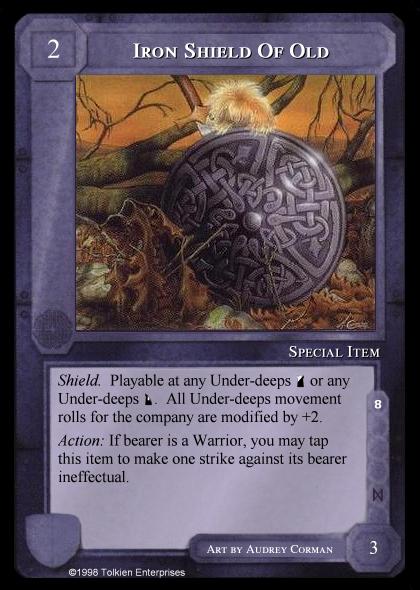 2
IRON SHIELD OF OLD
SPECIAL ITEM
Shield. Playable at any Under-deeps or any
Under-deeps . All Under-deeps movement
rolls for the company are modified by +2.
8
Action: If bearer is a Warrior, you may tap
this item to make one strike against its bearer
ineffectual.
ART BY AUDREY CORMAN
3
©1998 Tolkien Enterprises